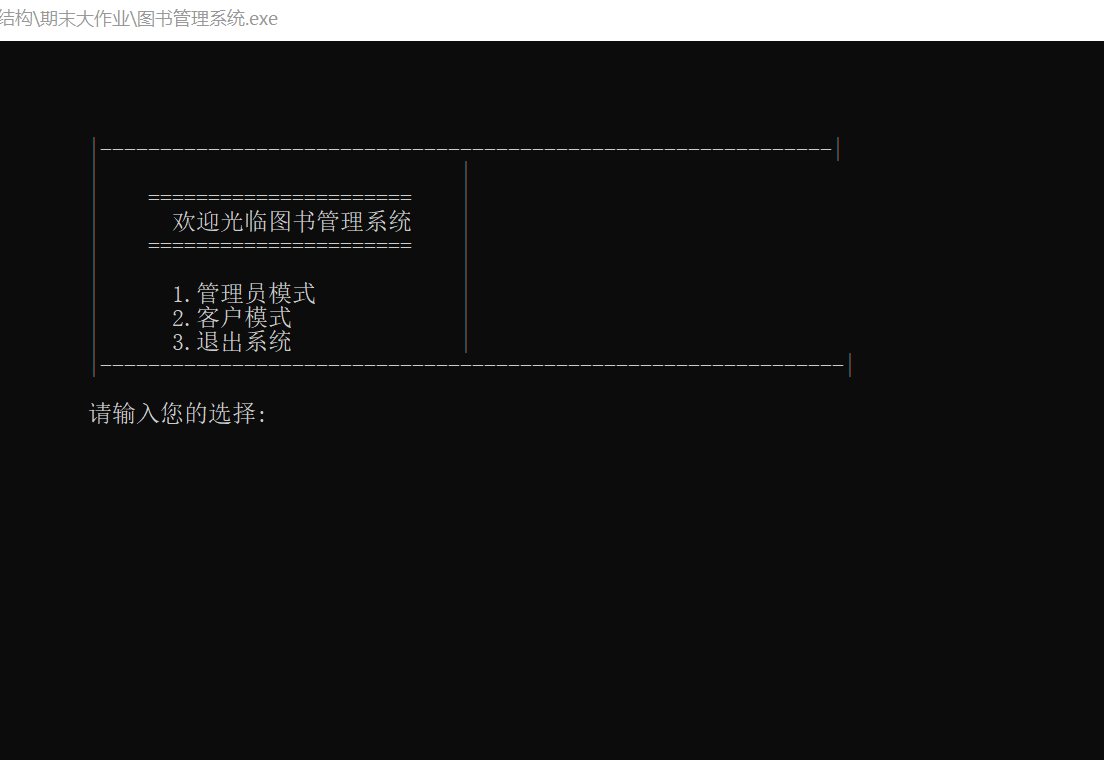 结构\期末大作业\图书管理系统.exe
|-------------------------------------------------------------|
======================
欢迎光临图书管理系统
======================
1.管理员模式
2.客户模式
3.退出系统
|--------------------------------------------------------------|
请输入您的选择: